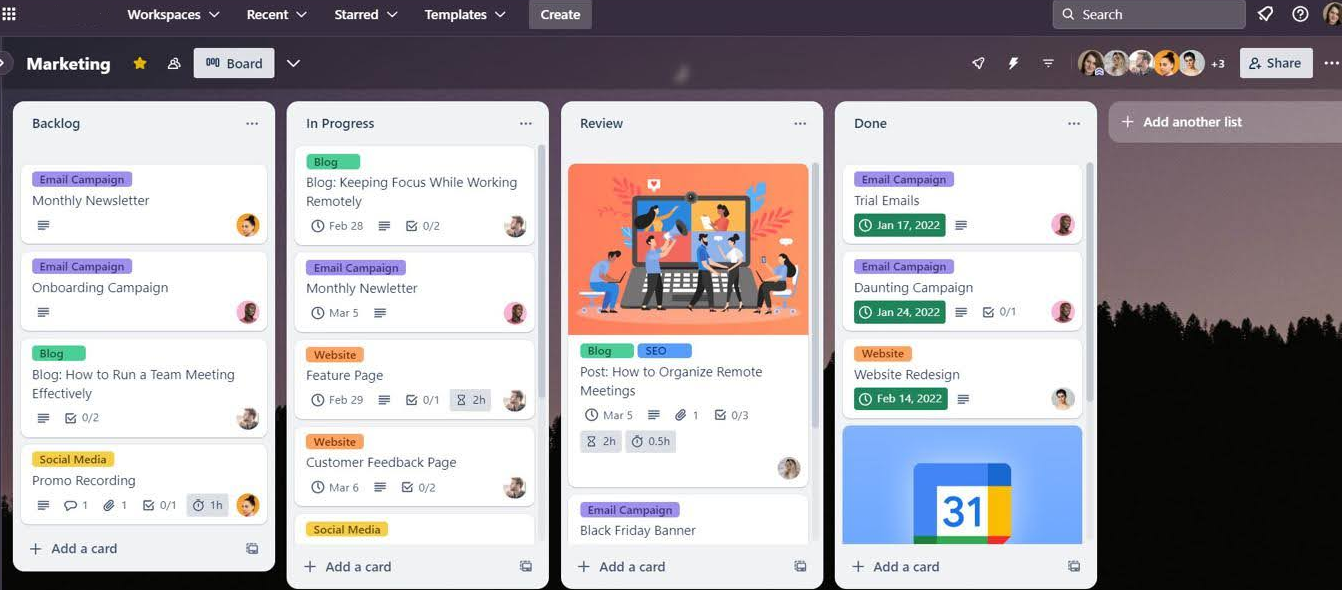 Workspaces Recent Starred Templates Create Search
Marketing Board +3 Share
Backlog
Email Campaign
Monthly Newsletter
Email Campaign
Onboarding Campaign
Blog
Blog: How to Run a Team Meeting
Effectively
0/2
Social Media
Promo Recording
1 1 0/1 1h
+ Add a card
In Progress
Blog
Blog: Keeping Focus While Working
Remotely
Feb 28 0/2
Email Campaign
Monthly Newletter
Mar 5
Website
Feature Page
Feb 29 0/1 2h
Website
Customer Feedback Page
Mar 6 0/2
Social Media
+ Add a card
Review
Blog SEO
Post: How to Organize Remote
Meetings
Mar 5 1 0/3
2h 0.5h
Email Campaign
Black Friday Banner
+ Add a card
Done
Email Campaign
Trial Emails
Jan 17, 2022
Email Campaign
Daunting Campaign
Jan 24, 2022 0/1
Website
Website Redesign
Feb 14, 2022
31
+ Add a card
+ Add another list